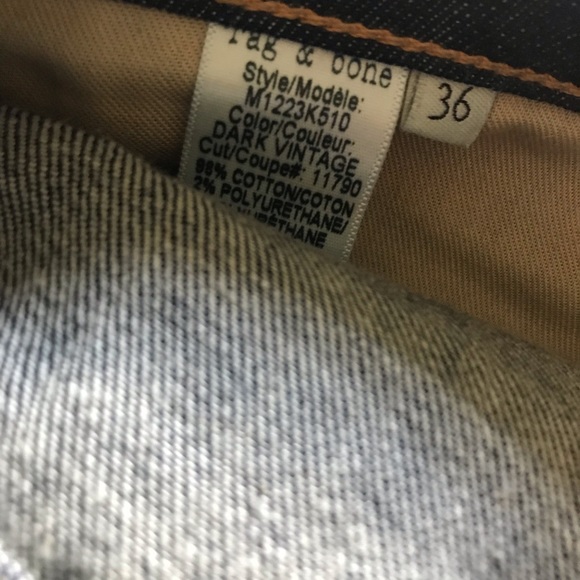 rag & bone
Style/Modèle:
M1223K510
Color/Couleur:
DARK VINTAGE
Cut/Coupe#: 11790
98% COTTON/COTON
2% POLYURETHANE/
36